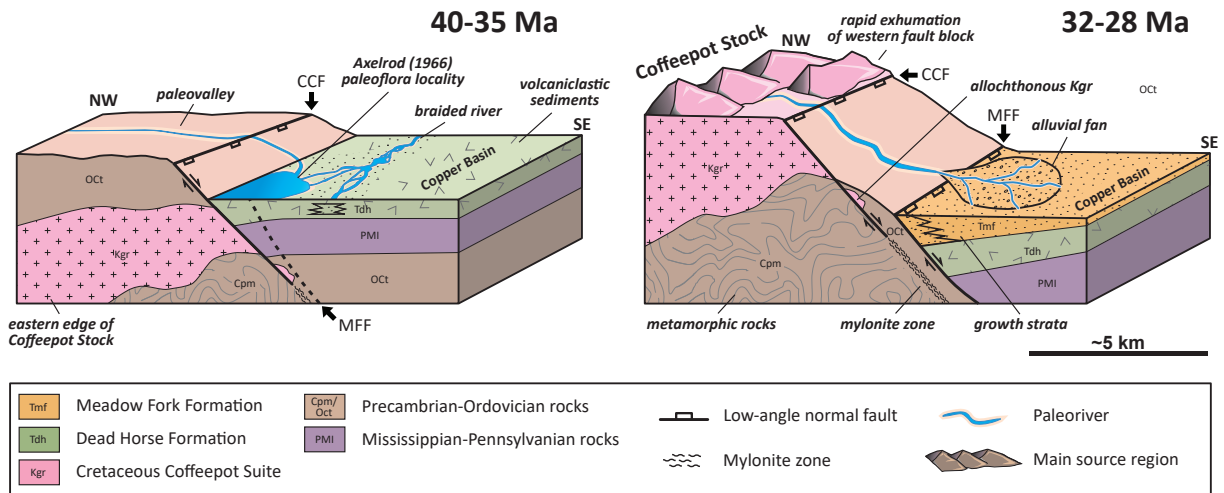 40-35 Ma
NW
paleovalley
CCF
Axelrod (1966)
paleoflora locality
braided river
volcaniclastic
sediments
SE
Copper Basin
OCt
Tdh
PMI
Kgr
Cpm
OCt
MFF
eastern edge of
Coffeepot Stock
32-28 Ma
Coffeepot Stock
NW
rapid exhumation
of western fault block
CCF
allochthonous Kgr
OCt
MFF
alluvial fan
SE
Copper Basin
Kgr
OCt
Tmf
Tdh
Cpm
PMI
metamorphic rocks
mylonite zone
growth strata
~5 km
Tmf Meadow Fork Formation
Tdh Dead Horse Formation
Kgr Cretaceous Coffeepot Suite
Cpm/
Oct
Precambrian-Ordovician rocks
PMI Mississippian-Pennsylvanian rocks
Low-angle normal fault
Mylonite zone
Paleoriver
Main source region